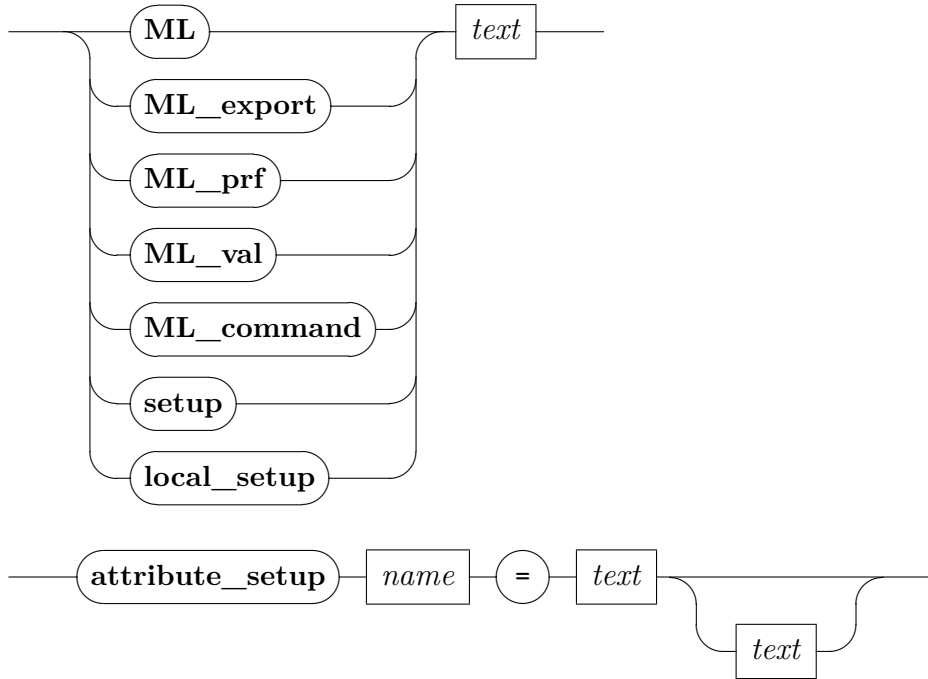 ML text
ML_export
ML_prf
ML_val
ML_command
setup
local_setup
attribute_setup name = text
text